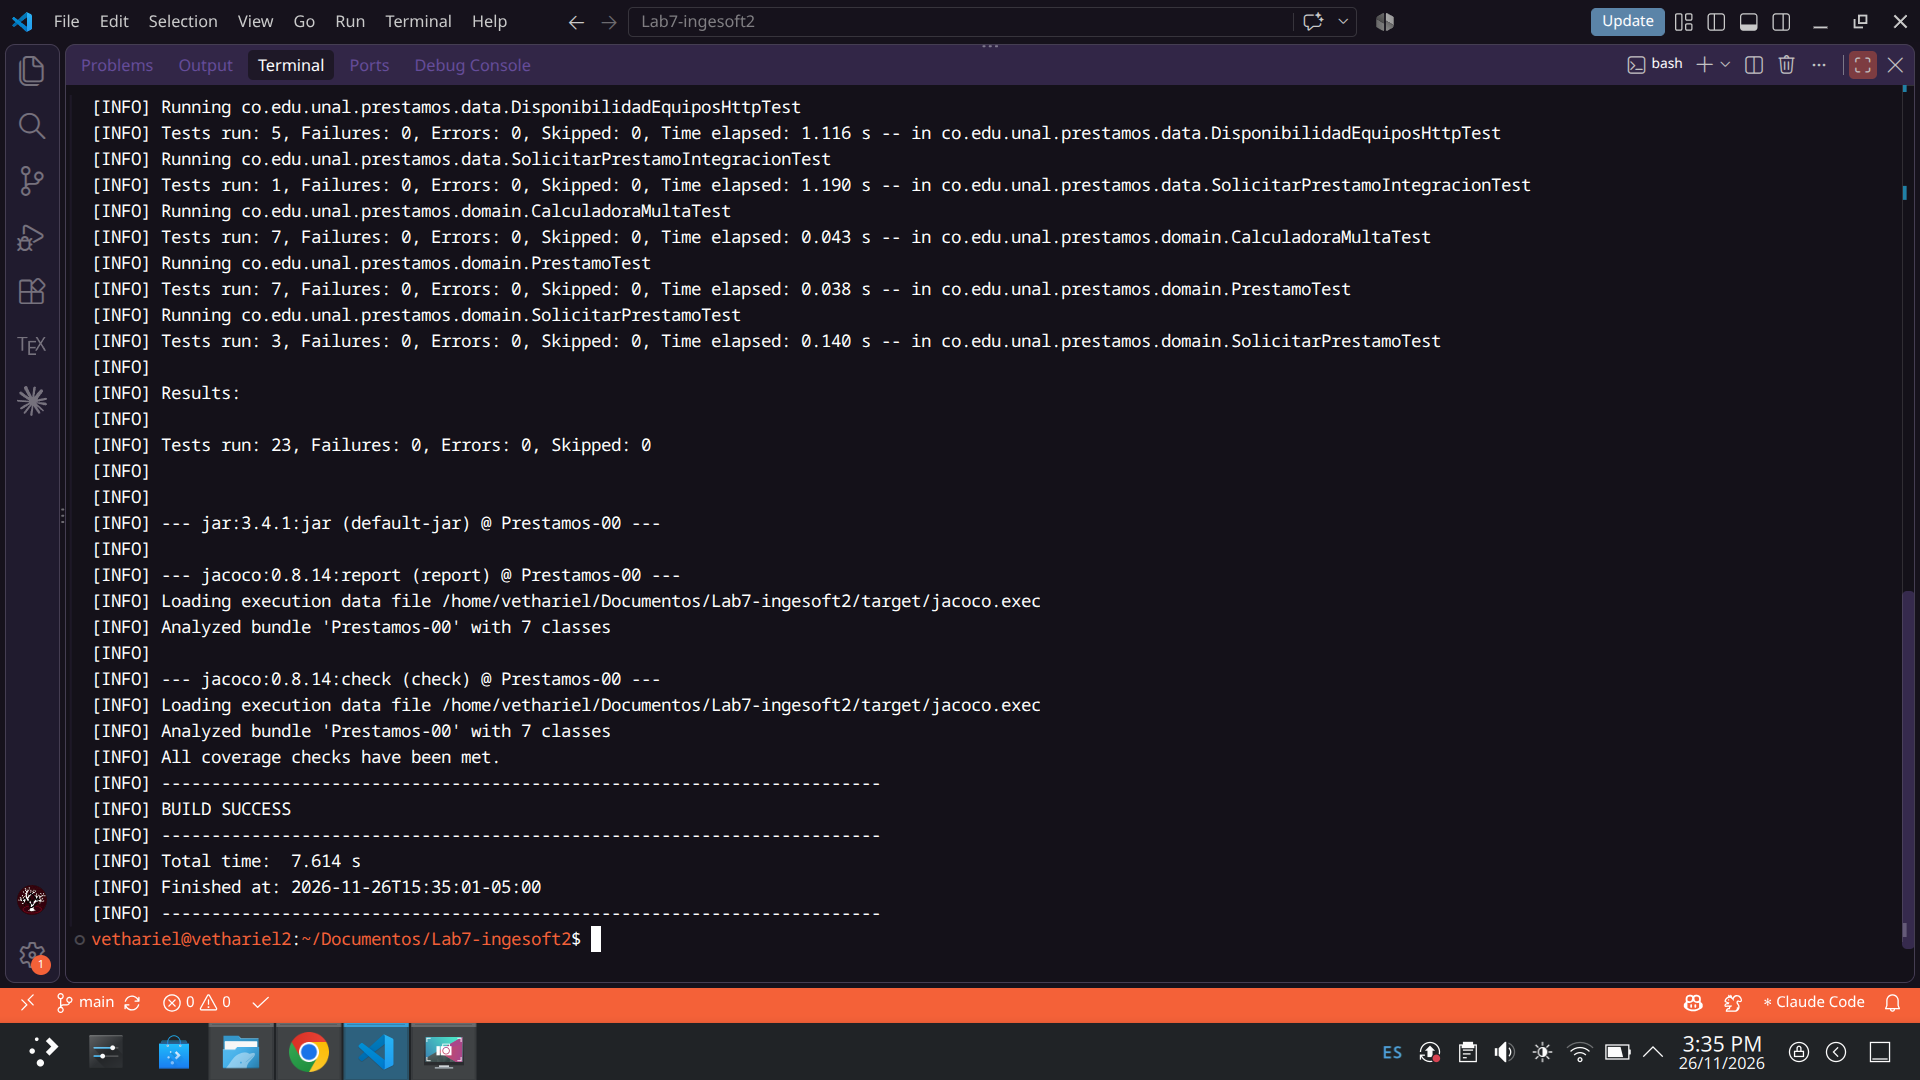 File Edit Selection View Go Run Terminal Help
Lab7-ingesoft2
Update
Problems Output Terminal Ports Debug Console
bash
[INFO] Running co.edu.unal.prestamos.data.DisponibilidadEquiposHttpTest
[INFO] Tests run: 5, Failures: 0, Errors: 0, Skipped: 0, Time elapsed: 1.116 s -- in co.edu.unal.prestamos.data.DisponibilidadEquiposHttpTest
[INFO] Running co.edu.unal.prestamos.data.SolicitarPrestamoIntegracionTest
[INFO] Tests run: 1, Failures: 0, Errors: 0, Skipped: 0, Time elapsed: 1.190 s -- in co.edu.unal.prestamos.data.SolicitarPrestamoIntegracionTest
[INFO] Running co.edu.unal.prestamos.domain.CalculadoraMultaTest
[INFO] Tests run: 7, Failures: 0, Errors: 0, Skipped: 0, Time elapsed: 0.043 s -- in co.edu.unal.prestamos.domain.CalculadoraMultaTest
[INFO] Running co.edu.unal.prestamos.domain.PrestamoTest
[INFO] Tests run: 7, Failures: 0, Errors: 0, Skipped: 0, Time elapsed: 0.038 s -- in co.edu.unal.prestamos.domain.PrestamoTest
[INFO] Running co.edu.unal.prestamos.domain.SolicitarPrestamoTest
[INFO] Tests run: 3, Failures: 0, Errors: 0, Skipped: 0, Time elapsed: 0.140 s -- in co.edu.unal.prestamos.domain.SolicitarPrestamoTest
[INFO]
[INFO] Results:
[INFO]
[INFO] Tests run: 23, Failures: 0, Errors: 0, Skipped: 0
[INFO]
[INFO]
[INFO] --- jar:3.4.1:jar (default-jar) @ Prestamos-00 ---
[INFO]
[INFO] --- jacoco:0.8.14:report (report) @ Prestamos-00 ---
[INFO] Loading execution data file /home/vethariel/Documentos/Lab7-ingesoft2/target/jacoco.exec
[INFO] Analyzed bundle 'Prestamos-00' with 7 classes
[INFO]
[INFO] --- jacoco:0.8.14:check (check) @ Prestamos-00 ---
[INFO] Loading execution data file /home/vethariel/Documentos/Lab7-ingesoft2/target/jacoco.exec
[INFO] Analyzed bundle 'Prestamos-00' with 7 classes
[INFO] All coverage checks have been met.
[INFO] ------------------------------------------------------------------------
[INFO] BUILD SUCCESS
[INFO] ------------------------------------------------------------------------
[INFO] Total time:  7.614 s
[INFO] Finished at: 2026-11-26T15:35:01-05:00
[INFO] ------------------------------------------------------------------------
vethariel@vethariel2:~/Documentos/Lab7-ingesoft2$
TEX
1
main 0 0
Claude Code
ES
3:35 PM
26/11/2026